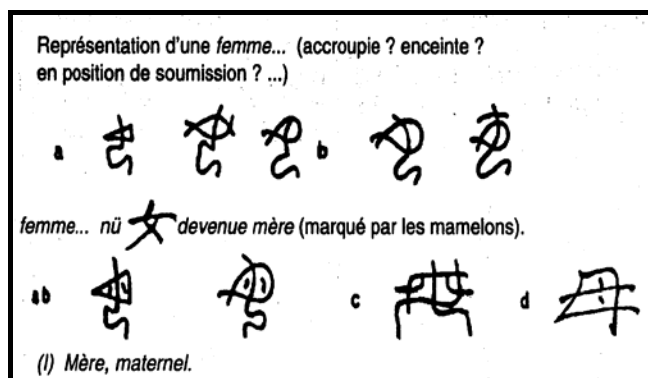 Représentation d'une femme... (accroupie ? enceinte ?
en position de soumission ? ...)
a b
femme... nü 女 devenue mère (marqué par les mamelons).
ab c d 母
(I) Mère, maternel.